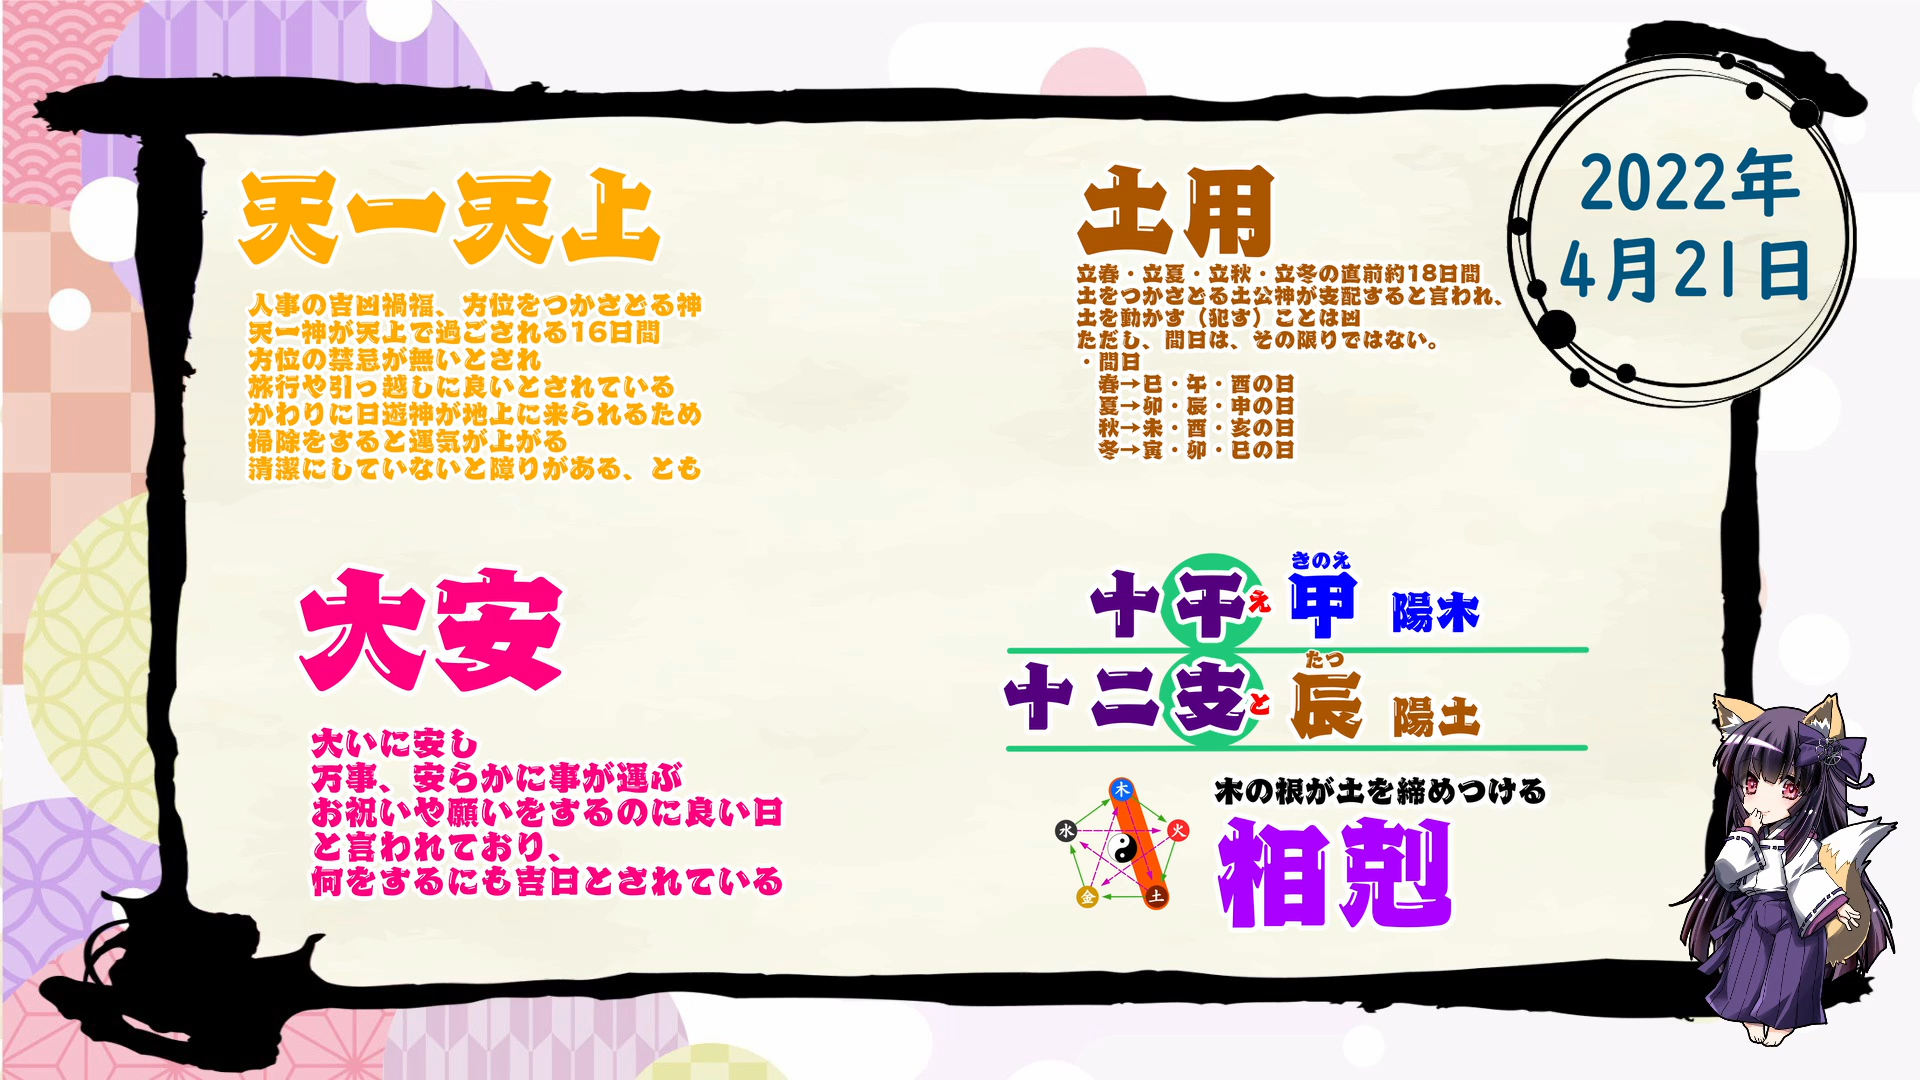 2022年
4月21日
天一天上
人事の吉凶禍福、方位をつかさどる神
天一神が天上で過ごされる16日間
方位の禁忌が無いとされ
旅行や引っ越しに良いとされている
かわりに日遊神が地上に来られるため
掃除をすると運気が上がる
清潔にしていないと障りがある、とも
土用
立春・立夏・立秋・立冬の直前約18日間
土をつかさどる土公神が支配すると言われ、
土を動かす（犯す）ことは凶
ただし、間日は、その限りではない。
・間日
春→巳・午・酉の日
夏→卯・辰・申の日
秋→未・酉・亥の日
冬→寅・卯・巳の日
大安
大いに安し
万事、安らかに事が運ぶ
お祝いや願いをするのに良い日
と言われており、
何をするにも吉日とされている
きのえ
十干え 甲 陽木
たつ
十二支と 辰 陽土
木の根が土を締めつける
相剋
木
水
火
金
土